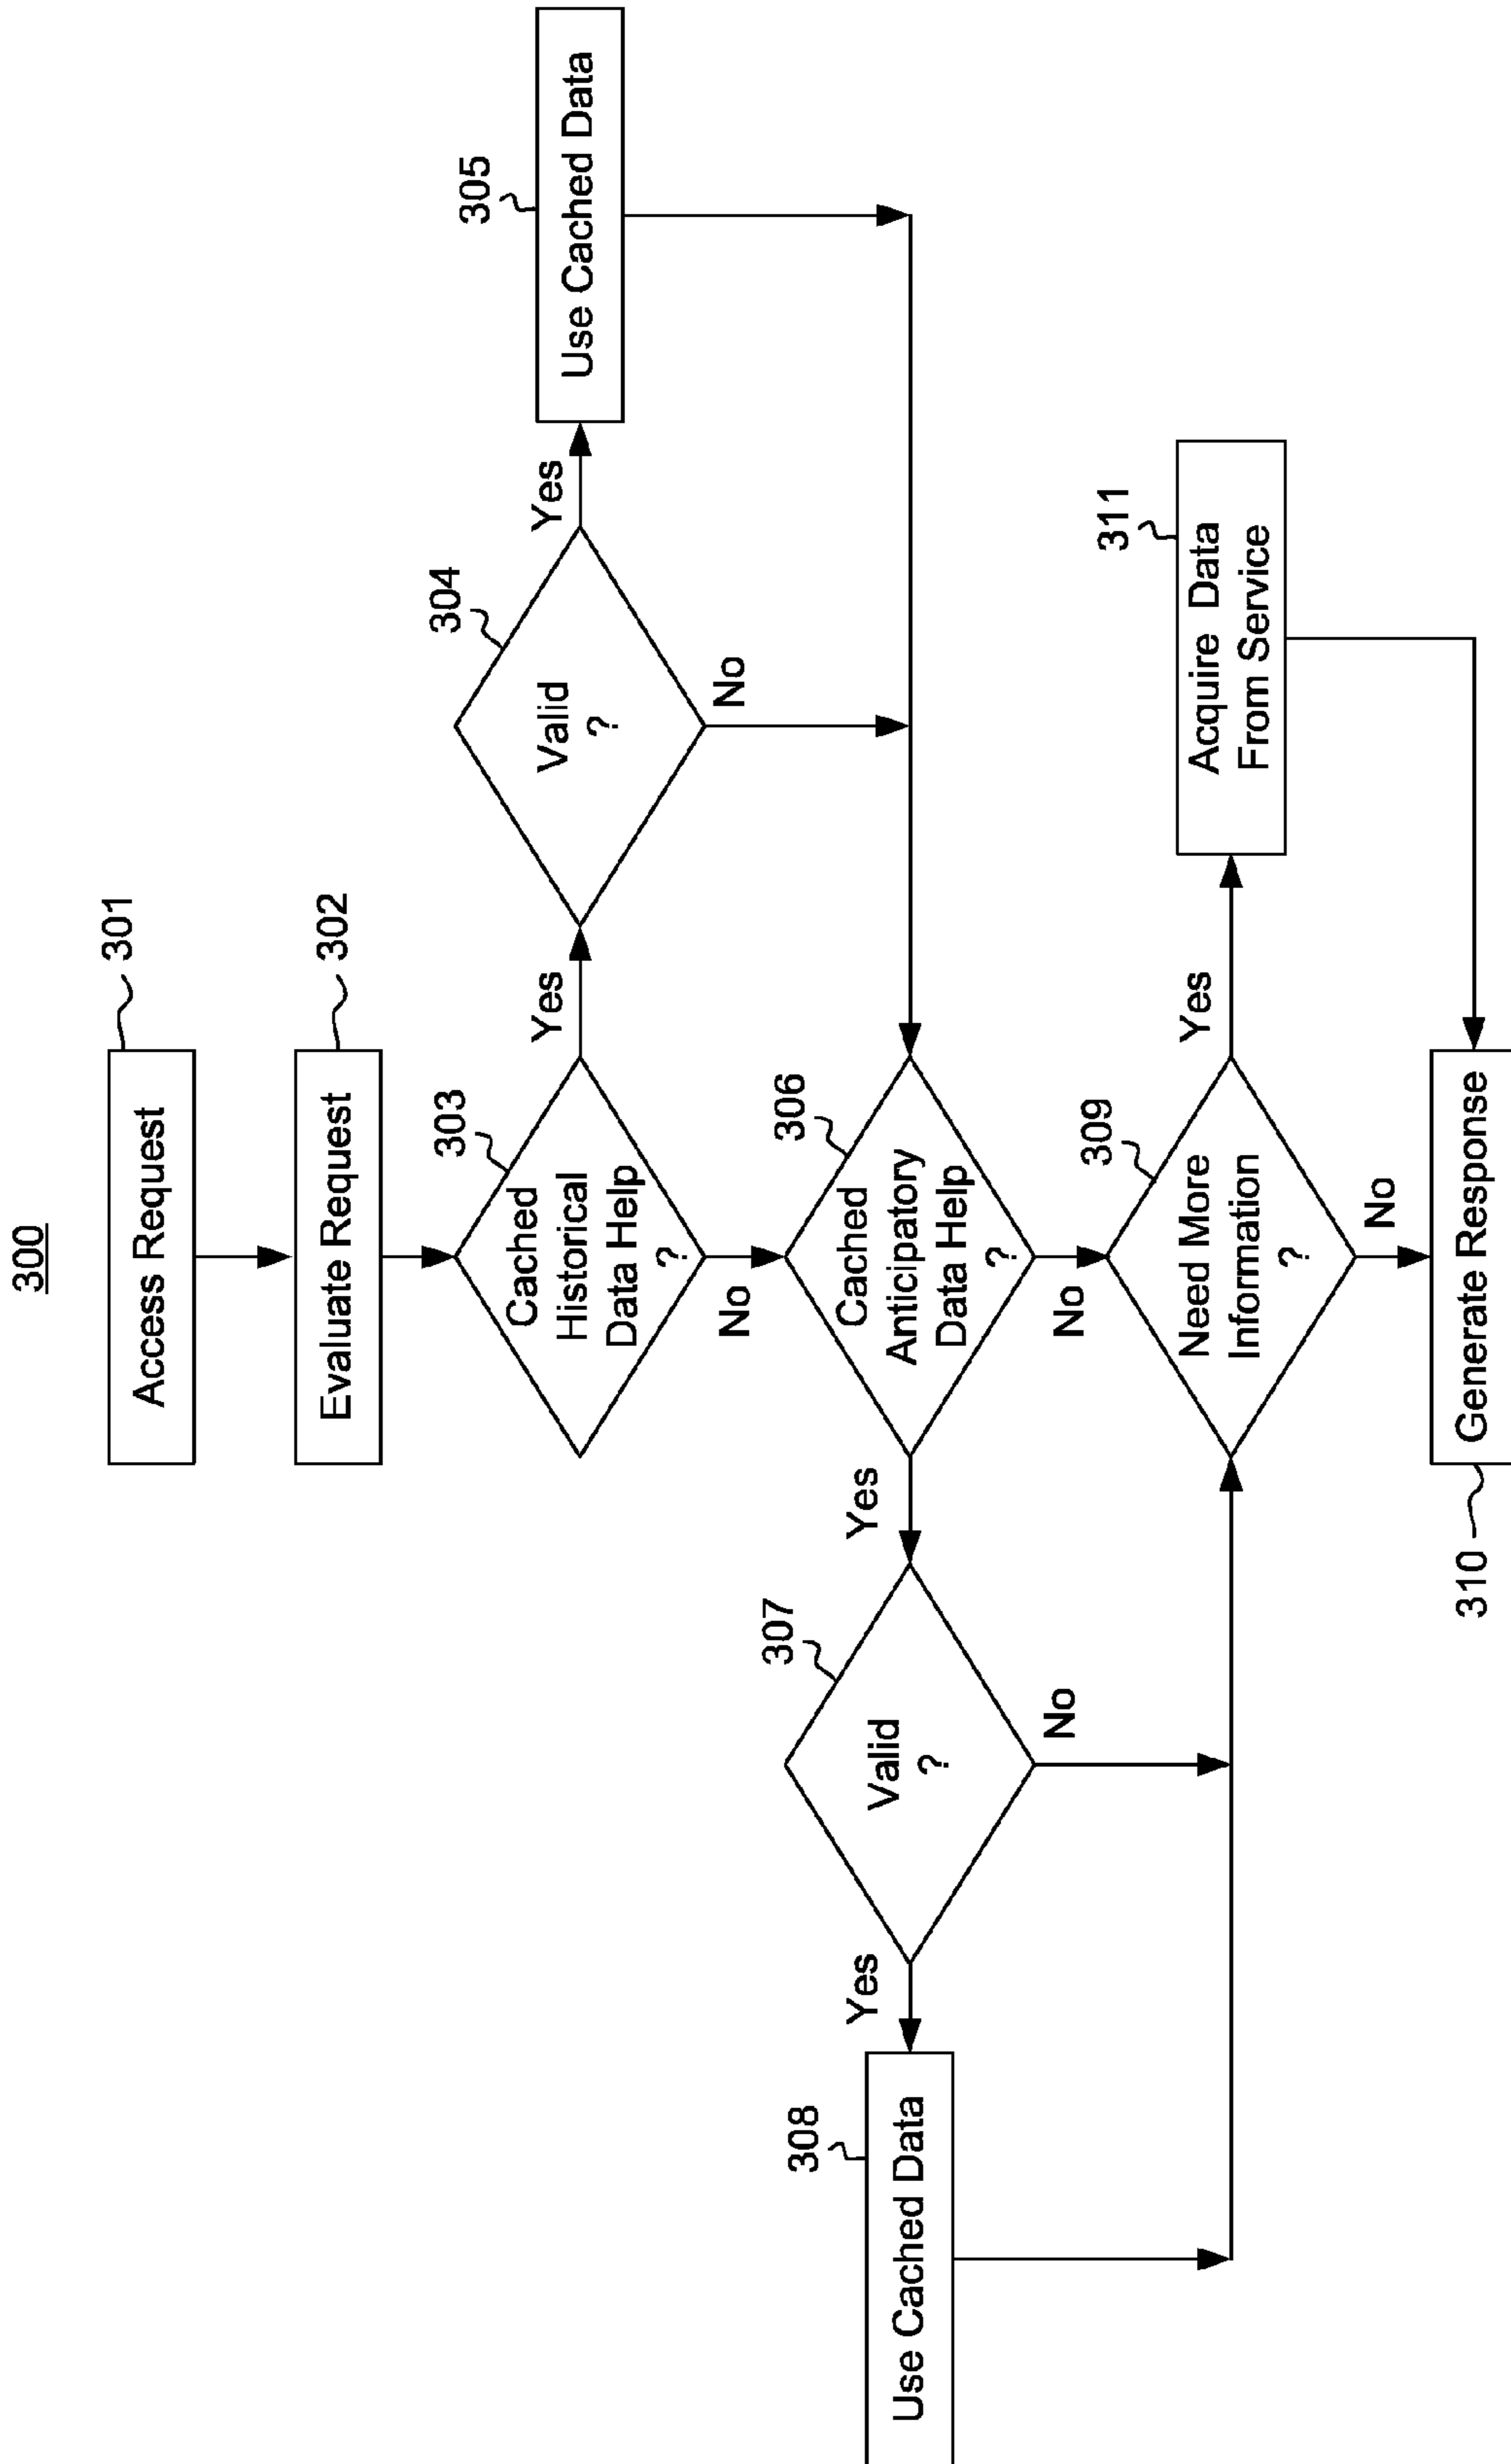 300
Access Request
301
Evaluate Request
302
Cached
Historical
Data Help
?
303
Yes
No
Valid
?
304
Yes
No
Use Cached Data
305
Cached
Anticipatory
Data Help
?
306
Yes
No
Valid
?
307
Yes
No
Use Cached Data
308
Need More
Information
?
309
Yes
No
Acquire Data
From Service
311
Generate Response
310